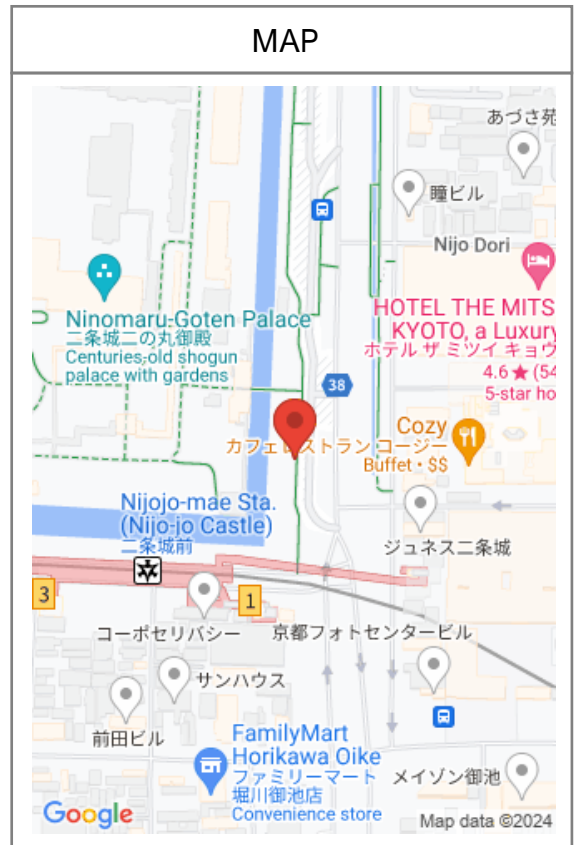 MAP
あづさ苑
瞳ビル
Nijo Dori
Ninomaru-Goten Palace
二条城二の丸御殿
Centuries-old shogun
palace with gardens
HOTEL THE MITS
KYOTO, a Luxury
ホテル ザ ミツイ キョウ
4.6★ (54
5-star ho
38
Cozy
カフェレストラン コージー
Buffet • $$
Nijojo-mae Sta.
(Nijo-jo Castle)
二条城前
ジュネス二条城
3
1
コーポセリバシー
京都フォトセンタービル
サンハウス
前田ビル
FamilyMart
Horikawa Oike
ファミリーマート
堀川御池店
Convenience store
メイゾン御池
Google
Map data ©2024